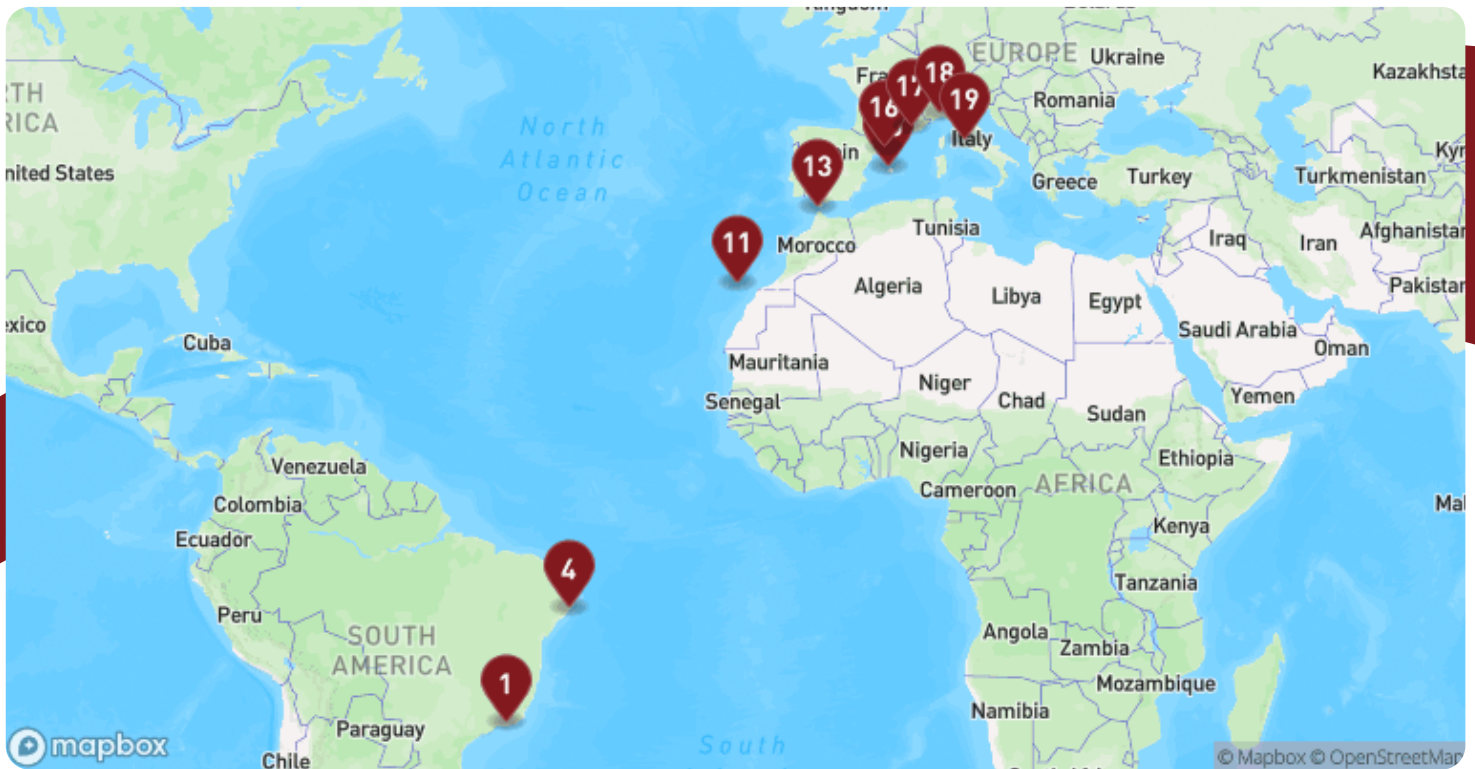 Kingdom
Belarus
EUROPE
Ukraine
18
Fra
17
Kazakhsta
19
Romania
16
RTH
RICA
North
Atlantic
Ocean
Italy
in
Kyr
13
nited States
Greece
Turkey
Turkmenistan
Tunisia
11
Morocco
Iraq
Iran
Afghanistan
Algeria
Libya
Egypt
Pakistan
exico
Saudi Arabia
Cuba
Oman
Mauritania
Niger
Chad
Yemen
Senegal
Sudan
Nigeria
Ethiopia
Venezuela
Cameroon
AFRICA
Colombia
Mal
Ecuador
Kenya
4
Tanzania
Peru
SOUTH
AMERICA
Angola
Zambia
1
Mozambique
Namibia
Paraguay
South
mapbox
Chile
© Mapbox © OpenStreetMap